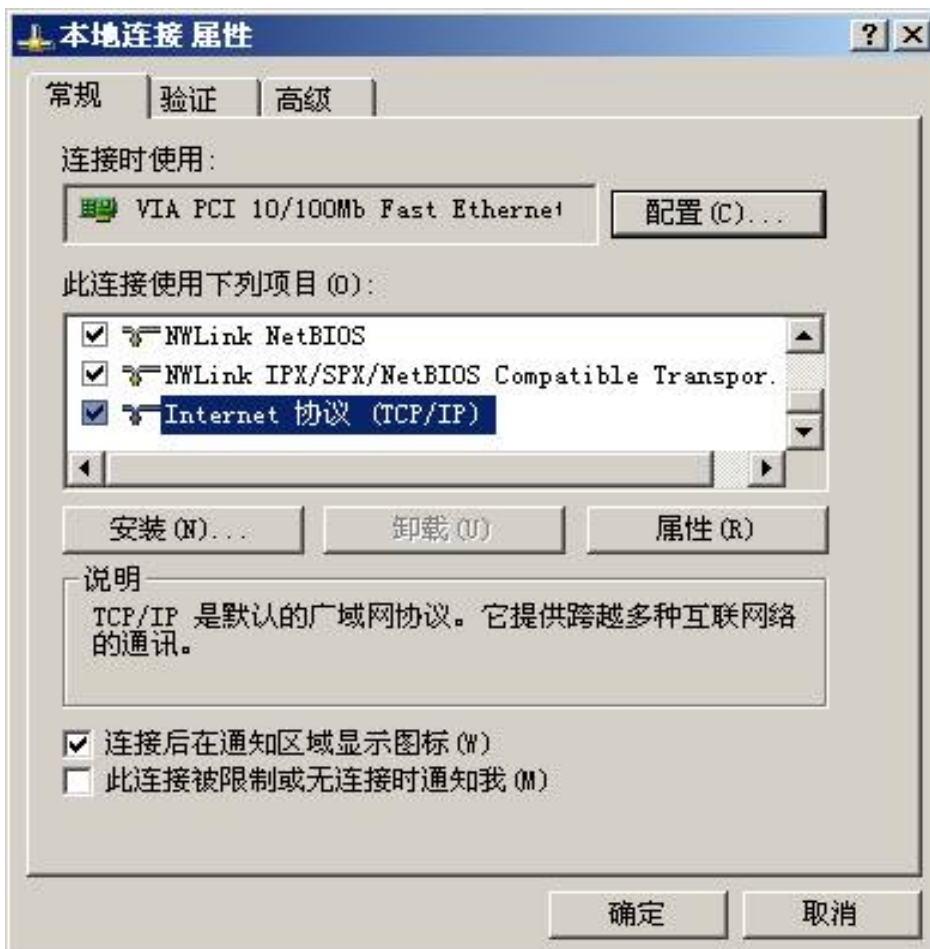 本地连接 属性
常规 验证 高级
连接时使用:
VIA PCI 10/100Mb Fast Ethernet
配置(C)...
此连接使用下列项目(O):
NWLink NetBIOS
NWLink IPX/SPX/NetBIOS Compatible Transpor.
Internet 协议 (TCP/IP)
安装(N)... 卸载(U) 属性(R)
说明
TCP/IP 是默认的广域网协议。它提供跨越多种互联网络
的通讯。
连接后在通知区域显示图标(W)
此连接被限制或无连接时通知我(M)
确定 取消